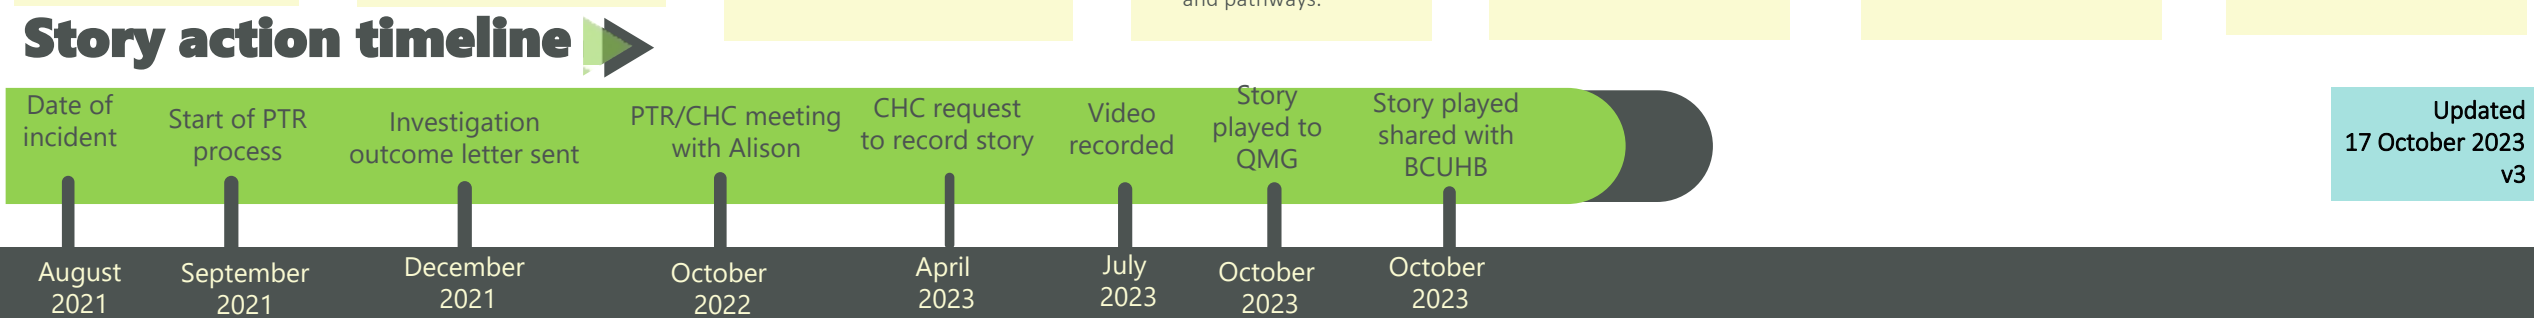 and pathways.
Story action timeline
Date of
incident
Start of PTR
process
Investigation
outcome letter sent
PTR/CHC meeting
with Alison
CHC request
to record story
Video
recorded
Story
played to
QMG
Story played
shared with
BCUHB
Updated
17 October 2023
v3
August
2021
September
2021
December
2021
October
2022
April
2023
July
2023
October
2023
October
2023